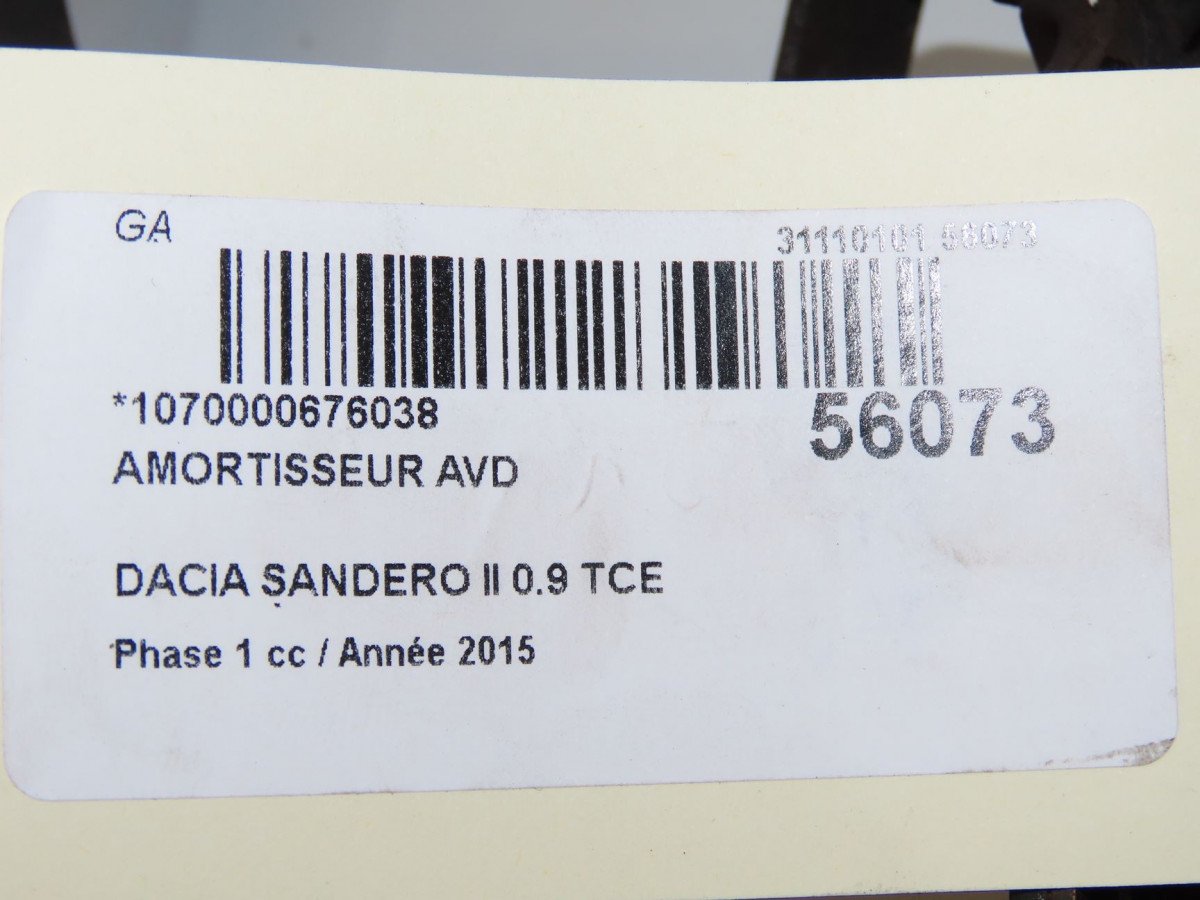 GA
31110101 56073
*1070000676038
56073
AMORTISSEUR AVD
DACIA SANDERO II 0.9 TCE
Phase 1 cc / Année 2015